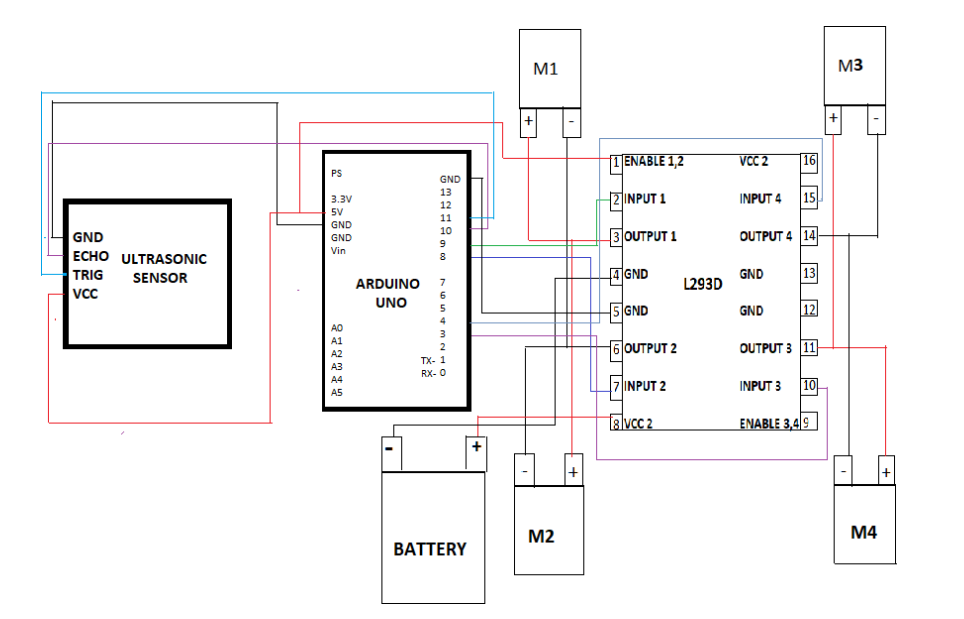 M1
+ -
M3
+ -
GND
ECHO
TRIG
VCC
ULTRASONIC
SENSOR
PS
3.3V
5V
GND
GND
Vin
ARDUINO
UNO
A0
A1
A2
A3
A4
A5
GND
13
12
11
10
9
8
7
6
5
4
3
2
TX- 1
RX- 0
1 ENABLE 1,2 VCC 2 16
2 INPUT 1 INPUT 4 15
3 OUTPUT 1 OUTPUT 4 14
4 GND GND 13
L293D
5 GND GND 12
6 OUTPUT 2 OUTPUT 3 11
7 INPUT 2 INPUT 3 10
8 VCC 2 ENABLE 3,4 9
- +
BATTERY
- +
M2
- +
M4